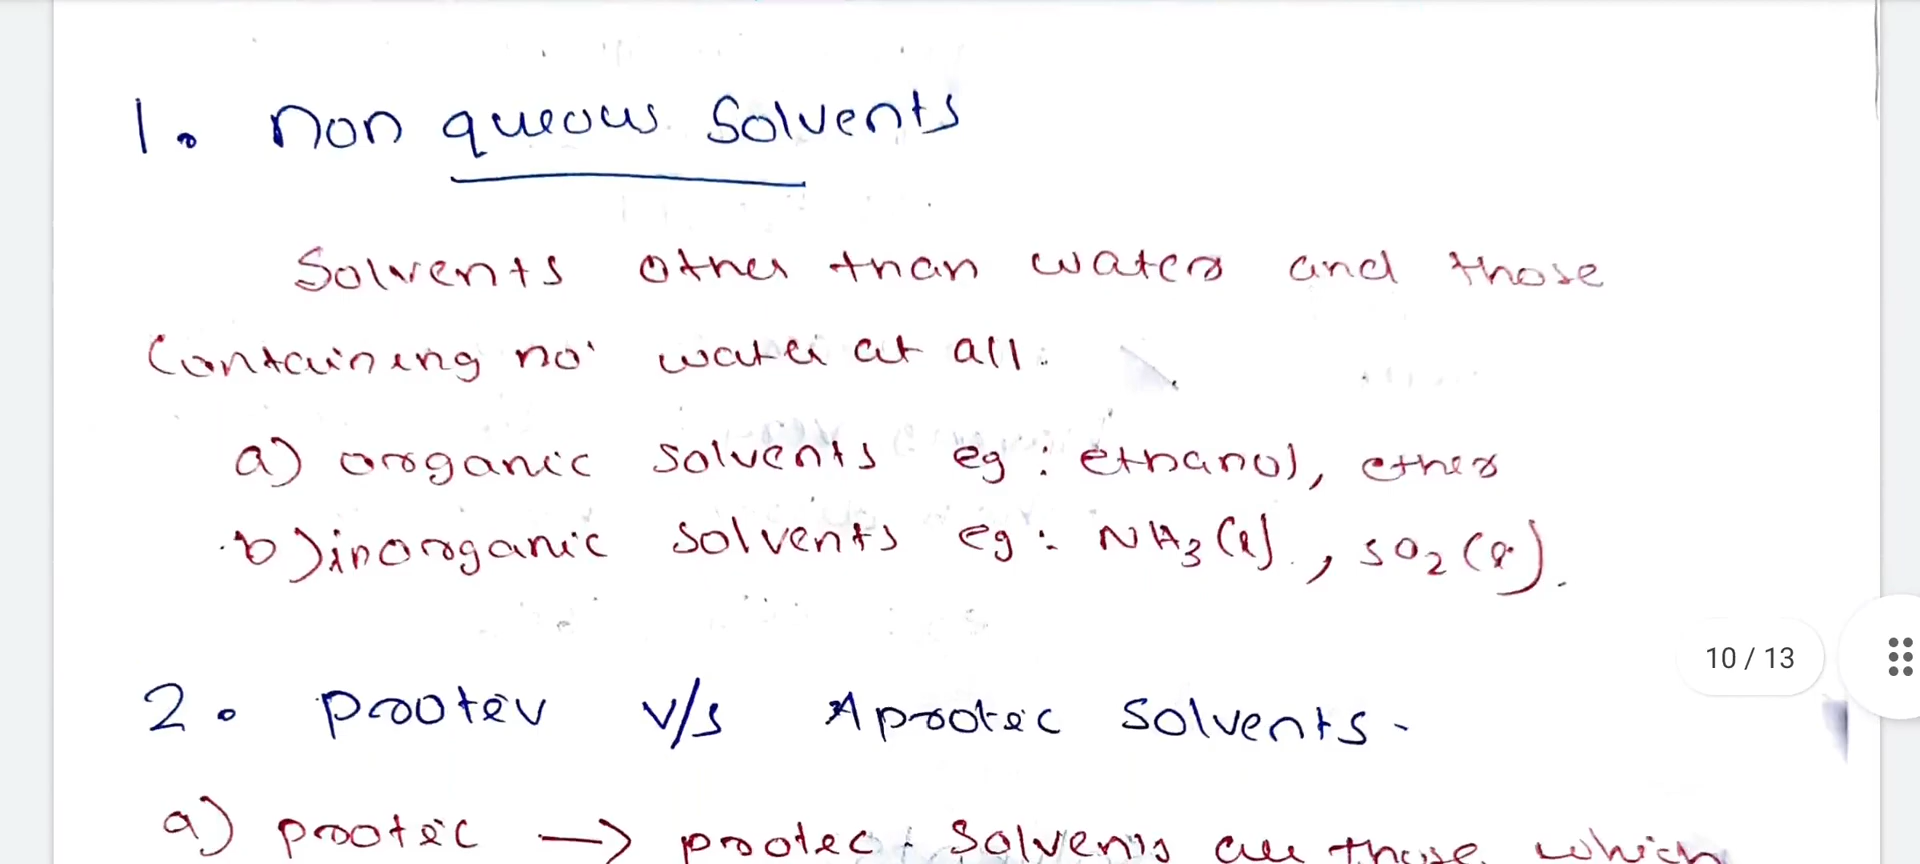 1. Non queous Solvents
Solvents other than water and those
Containing no water at all.
a) organic solvents eg: ethanol, ether
b) inorganic solvents eg: NH3(l), SO2(l).
10 / 13
2. protic v/s Aprotic solvents.
a) protic → protic solvents are those which